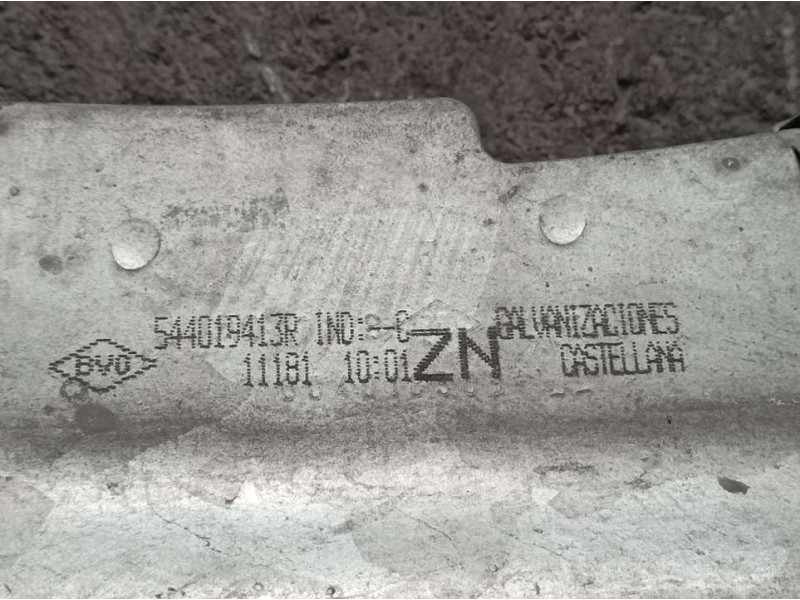 544019413R IND:
BVO
11181 10:01
ZN
GALVANIZACIONES
CASTELLANA